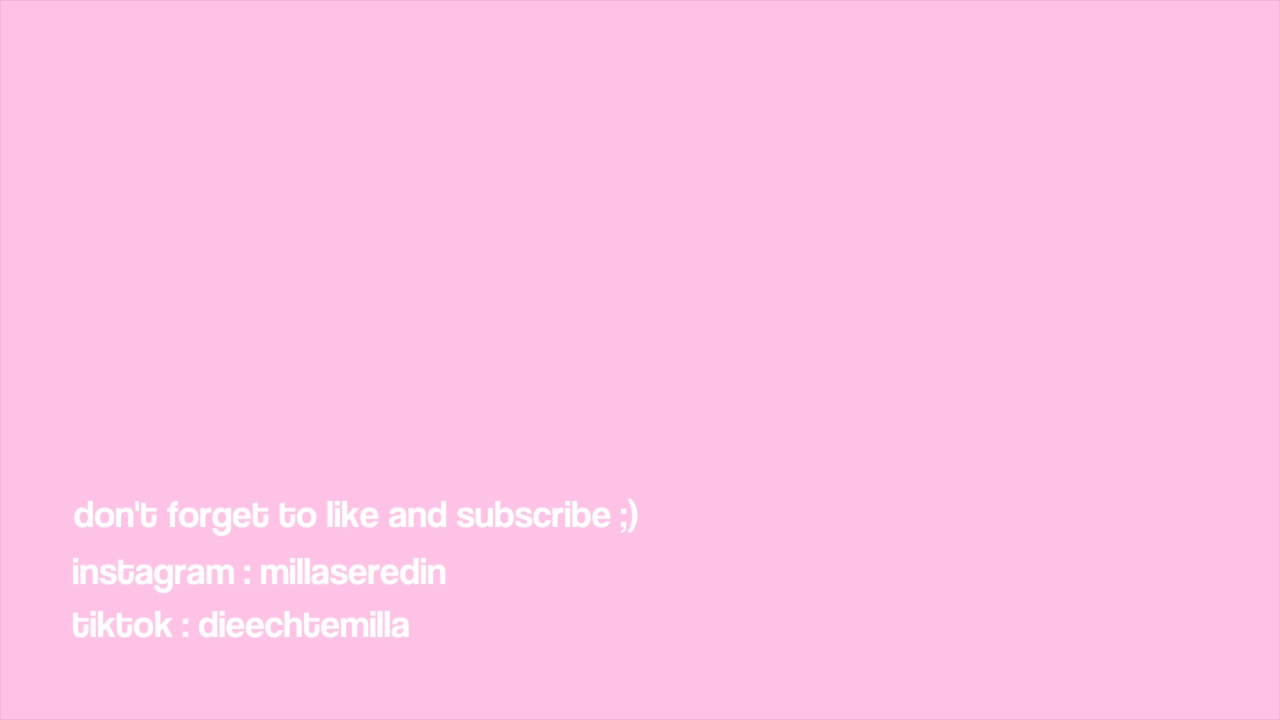 don't forget to like and subscribe ;)
instagram : millaseredin
tiktok : dieechtemilla